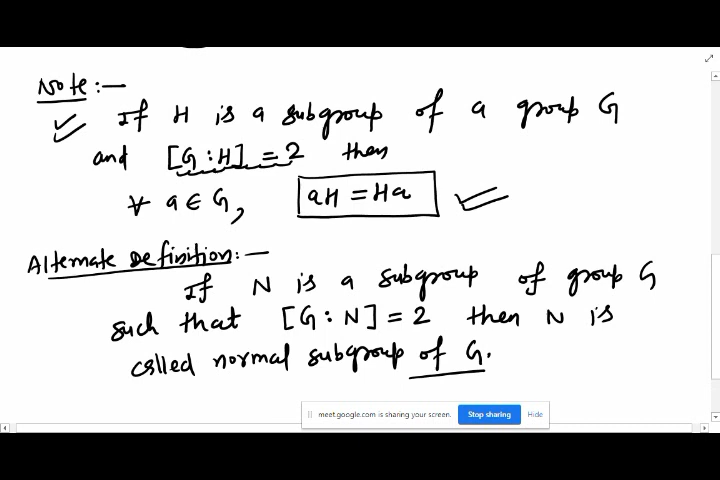 Note :-
If H is a subgroup of a group G
and [G : H] = 2 then
∀ a ∈ G, aH = Ha
Alternate Definition :-
If N is a subgroup of group G
such that [G : N] = 2 then N is
called normal subgroup of G.
meet.google.com is sharing your screen. Stop sharing Hide